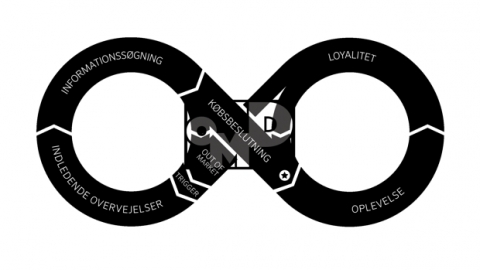 INFORMATIONSSØGNING
LOYALITET
KØBSBESLUTNING
D
OUT OF
MARKET
TRIGGER
INDLEDENDE OVERVEJELSER
OPLEVELSE